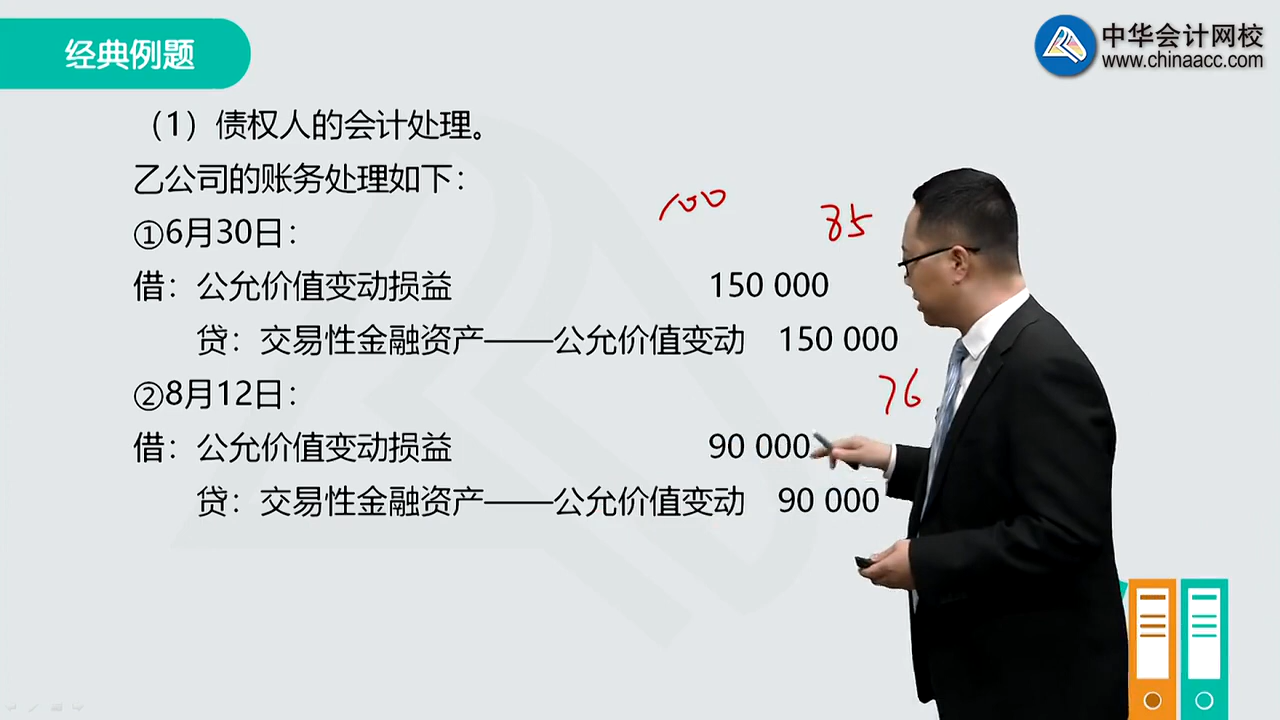 经典例题
中华会计网校
www.chinaacc.com
（1）债权人的会计处理。
乙公司的账务处理如下：
100
85
①6月30日：
借：公允价值变动损益 150 000
贷：交易性金融资产——公允价值变动 150 000
②8月12日：
76
借：公允价值变动损益 90 000
贷：交易性金融资产——公允价值变动 90 000